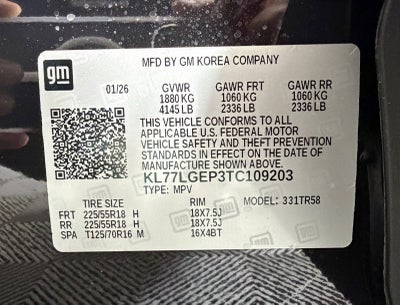 gm
MFD BY GM KOREA COMPANY
01/26 GVWR GAWR FRT GAWR RR
1880 KG 1060 KG 1060 KG
4145 LB 2336 LB 2336 LB
THIS VEHICLE CONFORMS TO ALL
APPLICABLE U.S. FEDERAL MOTOR
VEHICLE SAFETY AND THEFT PREVENTION
STANDARDS IN EFFECT ON THE DATE OF
MANUFACTURE SHOWN ABOVE.
KL77LGEP3TC109203
TYPE: MPV
TIRE SIZE RIM MODEL: 331TR58
FRT 225/55R18 H 18X7.5J
RR 225/55R18 H 18X7.5J
SPA T125/70R16 M 16X4BT